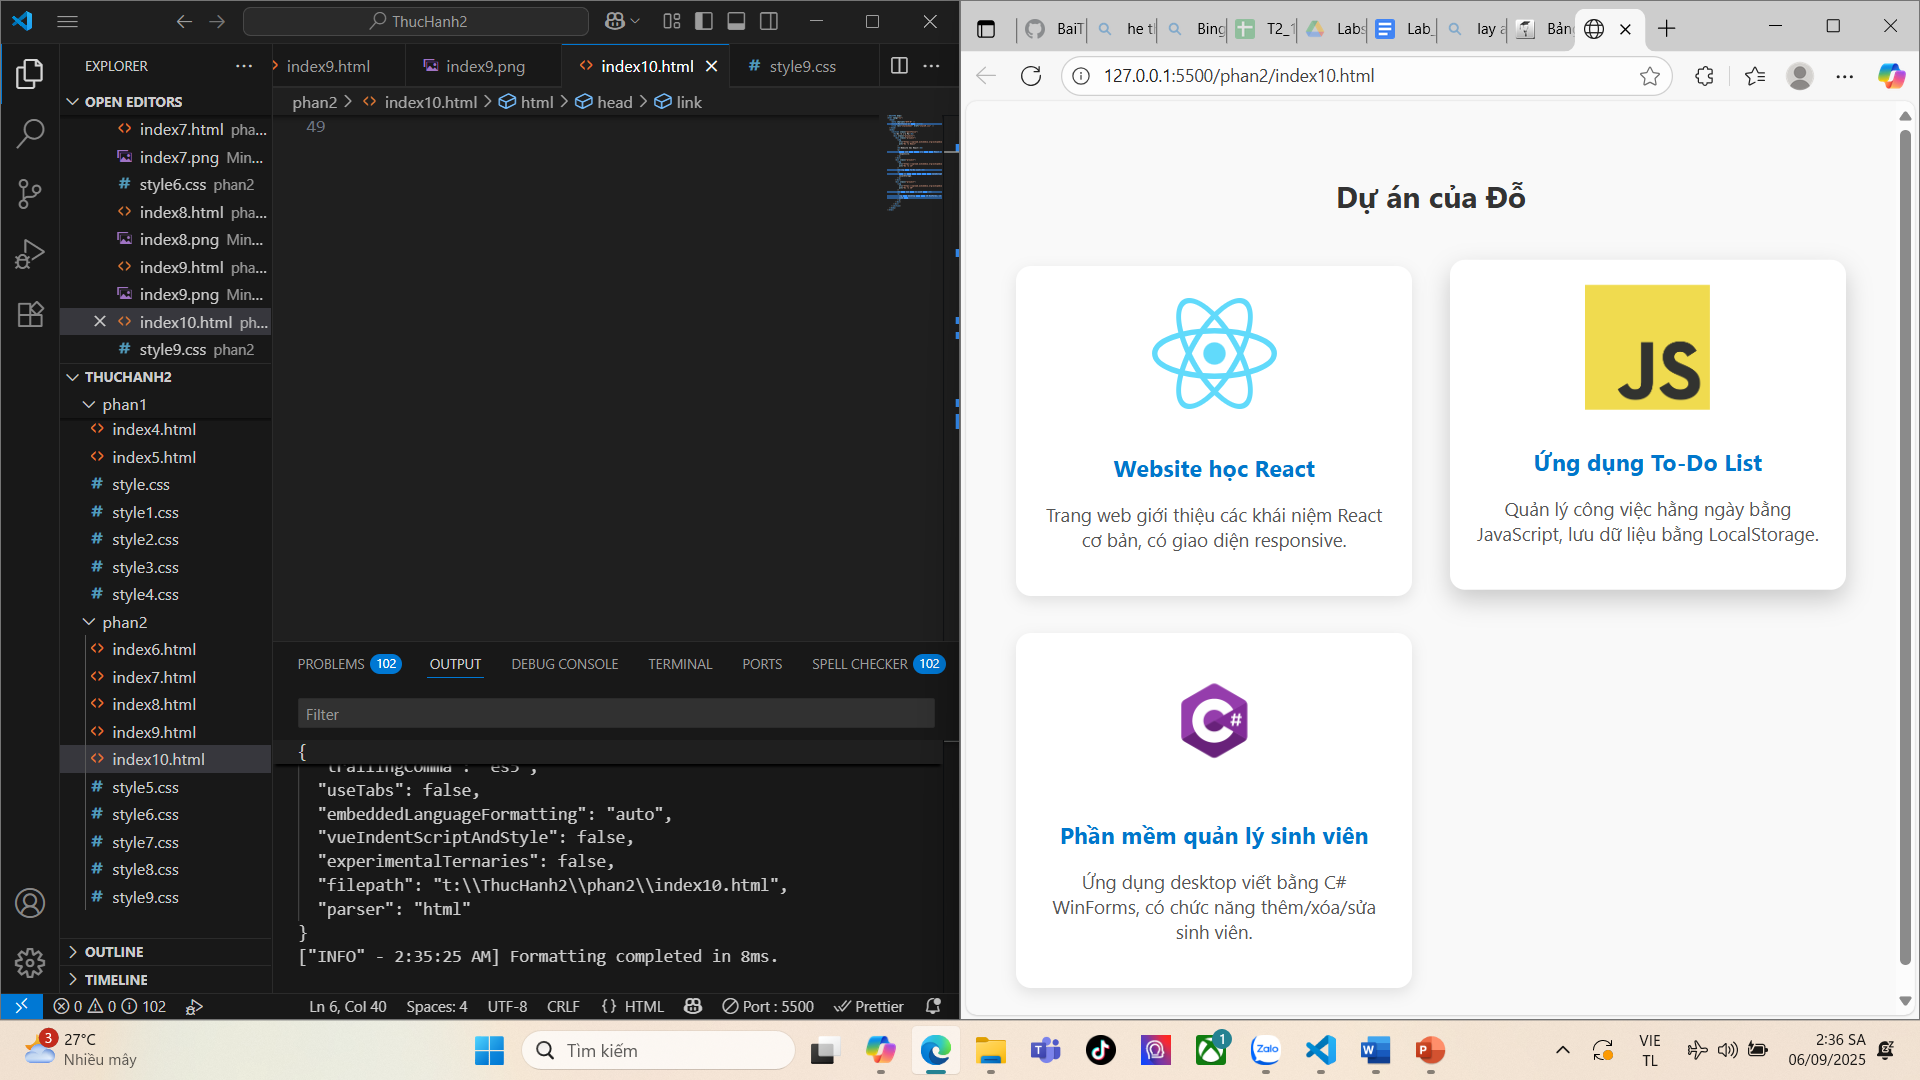 ThucHanh2
EXPLORER
OPEN EDITORS
index7.html pha...
index7.png Min...
style6.css phan2
index8.html pha...
index8.png Min...
index9.html pha...
index9.png Min...
index10.html ph...
style9.css phan2
THUCHANH2
phan1
index4.html
index5.html
style.css
style1.css
style2.css
style3.css
style4.css
phan2
index6.html
index7.html
index8.html
index9.html
index10.html
style5.css
style6.css
style7.css
style8.css
style9.css
OUTLINE
TIMELINE
index9.html
index9.png
index10.html
style9.css
phan2 > index10.html > html > head > link
49
PROBLEMS 102
OUTPUT
DEBUG CONSOLE
TERMINAL
PORTS
SPELL CHECKER 102
Filter
{
"trailingComma": "es5",
"useTabs": false,
"embeddedLanguageFormatting": "auto",
"vueIndentScriptAndStyle": false,
"experimentalTernaries": false,
"filepath": "t:\\ThucHanh2\\phan2\\index10.html",
"parser": "html"
}
["INFO" - 2:35:25 AM] Formatting completed in 8ms.
0 0 102
Ln 6, Col 40
Spaces: 4
UTF-8
CRLF
{} HTML
Port : 5500
Prettier
BaiT
he tl
Bing
T2_1
Labs
Lab_
lay a
Bản
127.0.0.1:5500/phan2/index10.html
Dự án của Đỗ
Website học React
Trang web giới thiệu các khái niệm React
cơ bản, có giao diện responsive.
JS
Ứng dụng To-Do List
Quản lý công việc hằng ngày bằng
JavaScript, lưu dữ liệu bằng LocalStorage.
C#
Phần mềm quản lý sinh viên
Ứng dụng desktop viết bằng C#
WinForms, có chức năng thêm/xóa/sửa
sinh viên.
3
27°C
Nhiều mây
Tìm kiếm
1
Zalo
VIE
TL
2:36 SA
06/09/2025